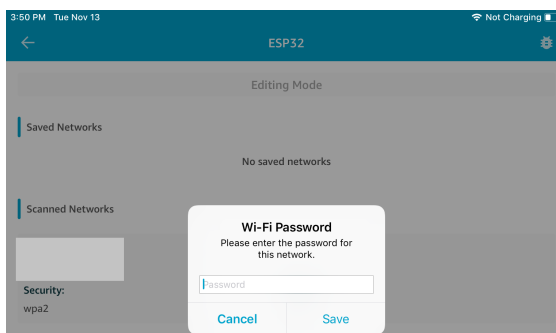 3:50 PM Tue Nov 13
Not Charging
ESP32
Editing Mode
Saved Networks
No saved networks
Scanned Networks
Wi-Fi Password
Please enter the password for
this network.
Password
Cancel
Save
Security:
wpa2